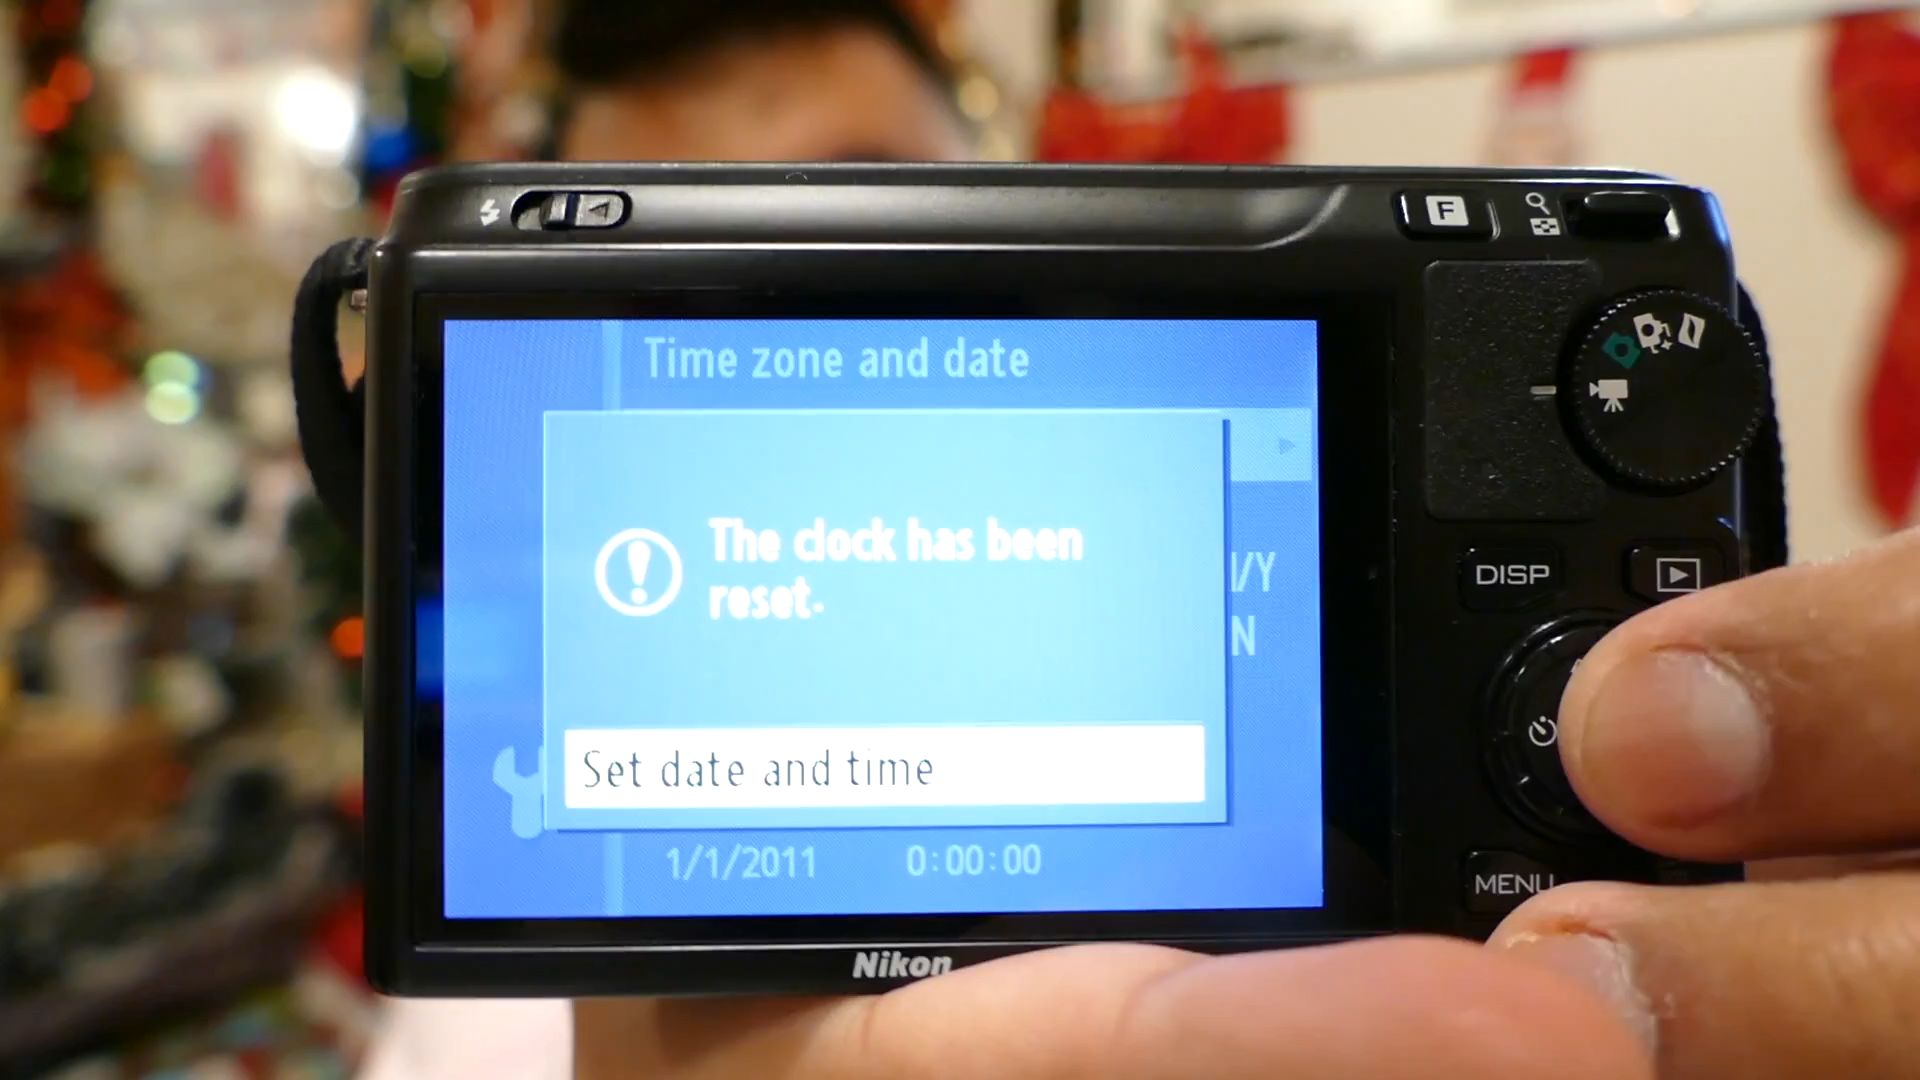 F
Time zone and date
The clock has been
reset.
/Y
N
Set date and time
1/1/2011 0:00:00
DISP
MENU
Nikon